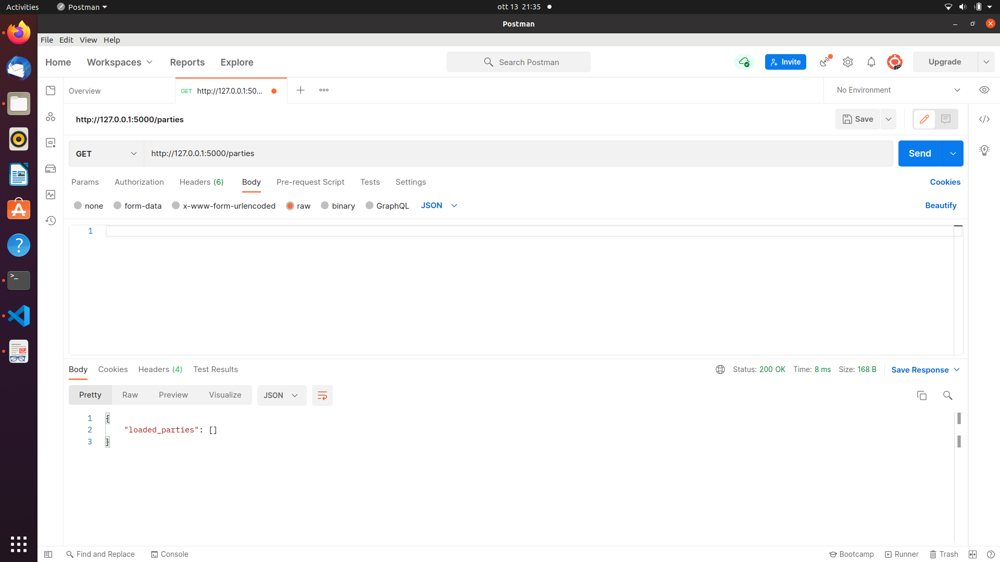 Activities Postman ott 13 21:35
Postman
File Edit View Help
Home Workspaces Reports Explore Search Postman Invite Upgrade
Overview GET http://127.0.0.1:50... No Environment
http://127.0.0.1:5000/parties Save
GET http://127.0.0.1:5000/parties Send
Params Authorization Headers (6) Body Pre-request Script Tests Settings Cookies
none form-data x-www-form-urlencoded raw binary GraphQL JSON Beautify
1
Body Cookies Headers (4) Test Results Status: 200 OK Time: 8 ms Size: 168 B Save Response
Pretty Raw Preview Visualize JSON
1 {
2 "loaded_parties": []
3 }
Find and Replace Console Bootcamp Runner Trash